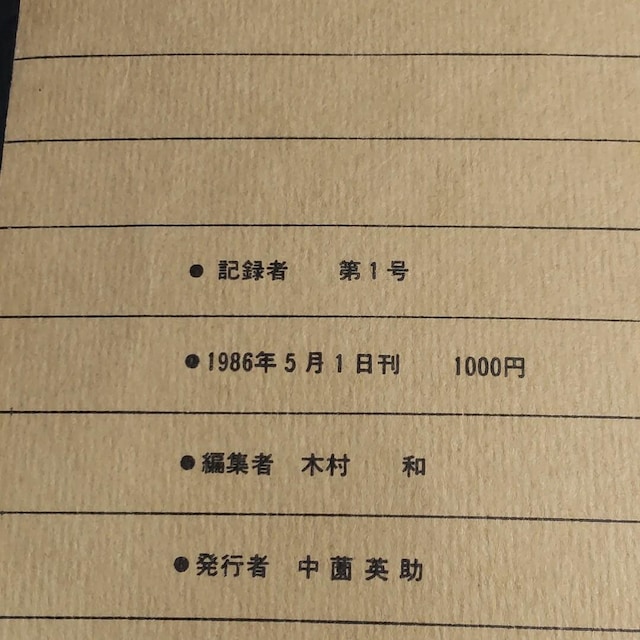 ● 記録者　第1号
● 1986年5月1日刊　1000円
● 編集者　木村　和
● 発行者　中薗英助